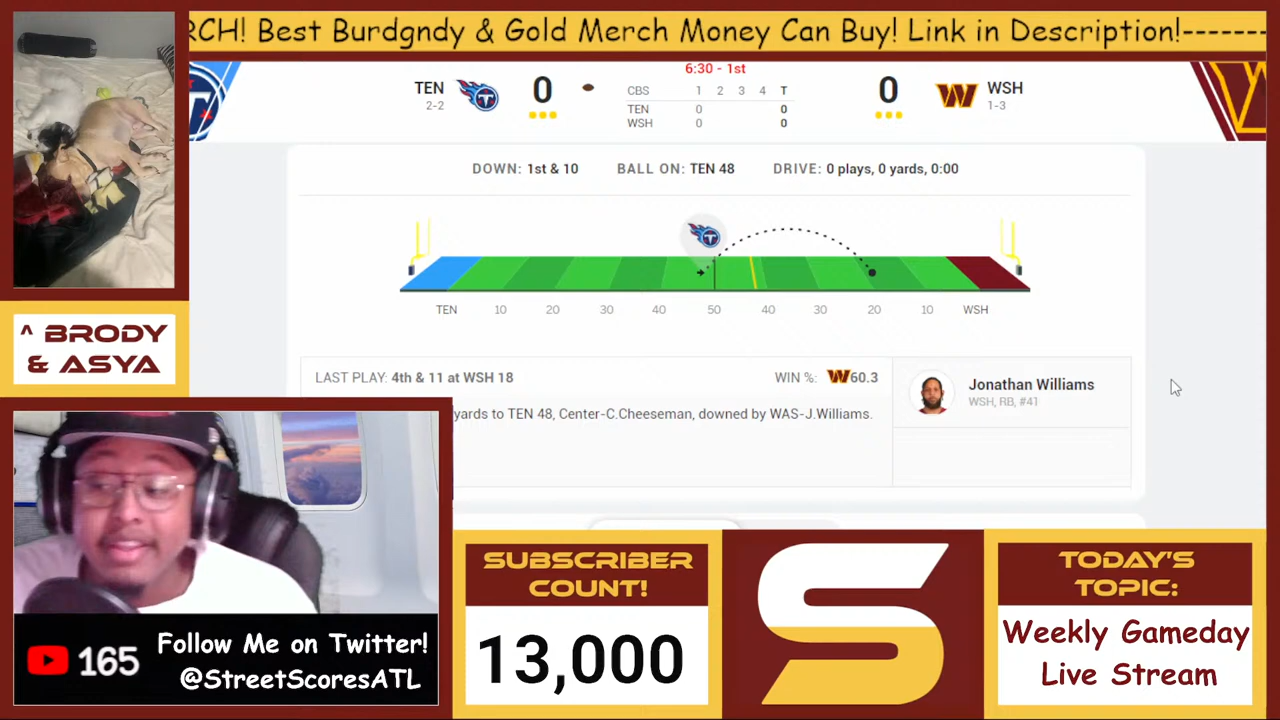 RCH! Best Burdgndy & Gold Merch Money Can Buy! Link in Description!-------
TEN
2-2
0
6:30 - 1st
CBS 1 2 3 4 T
TEN 0 0
WSH 0 0
0
WSH
1-3
DOWN: 1st & 10 BALL ON: TEN 48 DRIVE: 0 plays, 0 yards, 0:00
TEN 10 20 30 40 50 40 30 20 10 WSH
LAST PLAY: 4th & 11 at WSH 18 WIN %: W 60.3
yards to TEN 48, Center-C.Cheeseman, downed by WAS-J.Williams.
Jonathan Williams
WSH, RB, #41
^ BRODY
& ASYA
165
Follow Me on Twitter!
@StreetScoresATL
SUBSCRIBER
COUNT!
13,000
S
TODAY'S
TOPIC:
Weekly Gameday
Live Stream